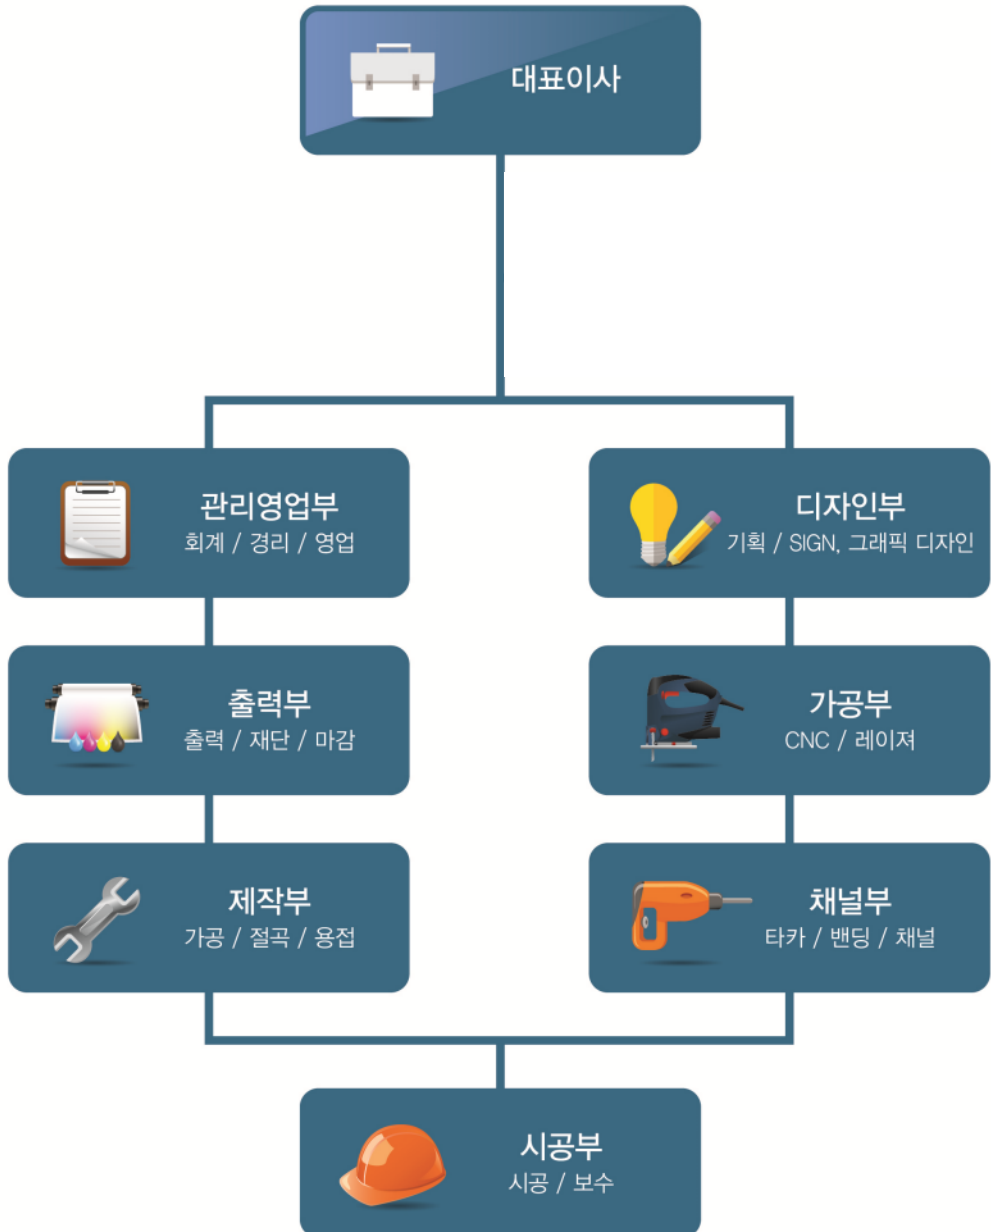 대표이사
관리영업부
회계 / 경리 / 영업
디자인부
기획 / SIGN, 그래픽 디자인
출력부
출력 / 재단 / 마감
가공부
CNC / 레이져
제작부
가공 / 절곡 / 용접
채널부
타카 / 밴딩 / 채널
시공부
시공 / 보수